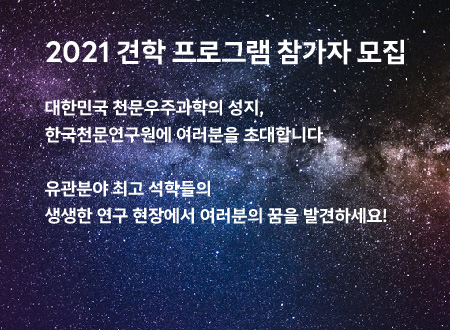 2021 견학 프로그램 참가자 모집
대한민국 천문우주과학의 성지,
한국천문연구원에 여러분을 초대합니다.
유관분야 최고 석학들의
생생한 연구 현장에서 여러분의 꿈을 발견하세요!